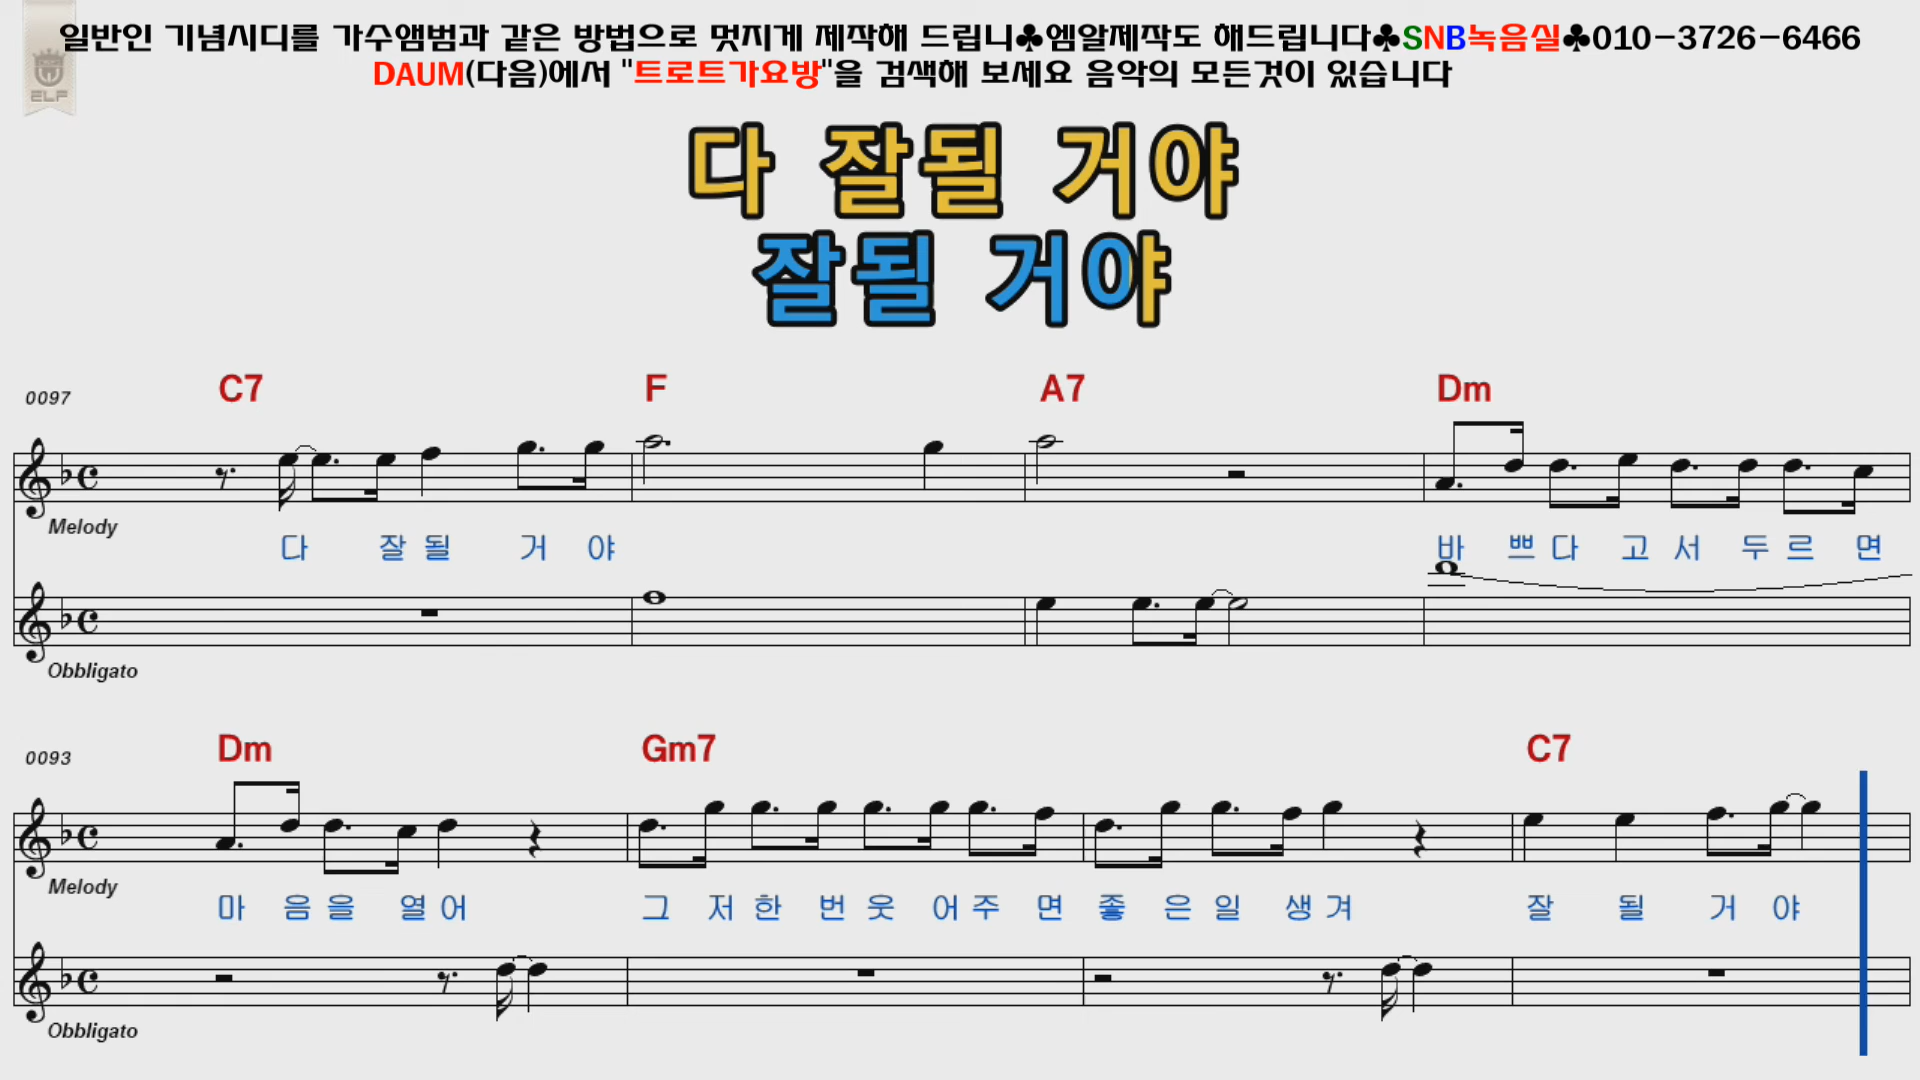 일반인 기념시디를 가수앰범과 같은 방법으로 멋지게 제작해 드립니♣엠알제작도 해드립니다♣SNB녹음실♣010-3726-6466
DAUM(다음)에서 "트로트가요방"을 검색해 보세요 음악의 모든것이 있습니다
ELF
다 잘될 거야
잘될 거야
0097 C7 F A7 Dm
Melody
다 잘 될 거 야 바 쁘 다 고 서 두 르 면
Obbligato
0093 Dm Gm7 C7
Melody
마 음 을 열 어 그 저 한 번 웃 어 주 면 좋 은 일 생 겨 잘 될 거 야
Obbligato